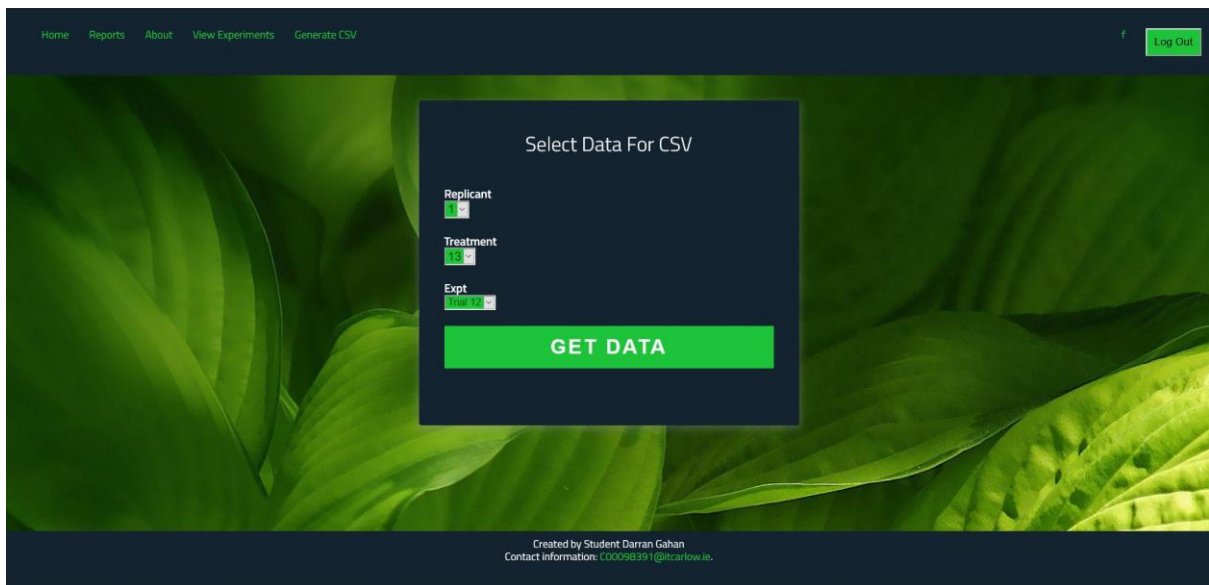 Home Reports About View Experiments Generate CSV f Log Out
Select Data For CSV
Replicant
1
Treatment
13
Expt
Trial 12
GET DATA
Created by Student Darran Gahan
Contact information: C00098391@itcarlow.ie.